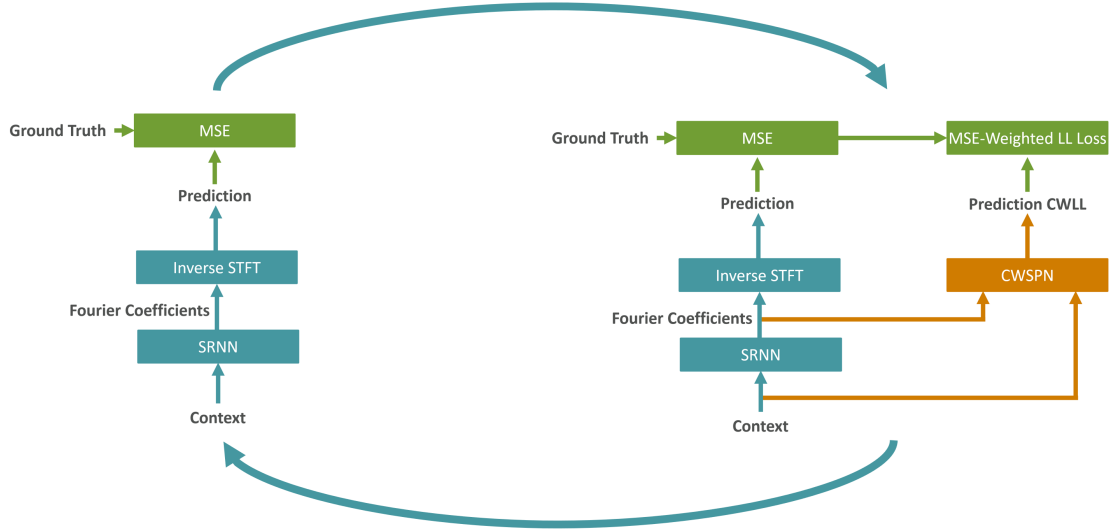 Ground Truth
MSE
Prediction
Inverse STFT
Fourier Coefficients
SRNN
Context
Ground Truth
MSE
MSE-Weighted LL Loss
Prediction
Prediction CWLL
Inverse STFT
CWSPN
Fourier Coefficients
SRNN
Context